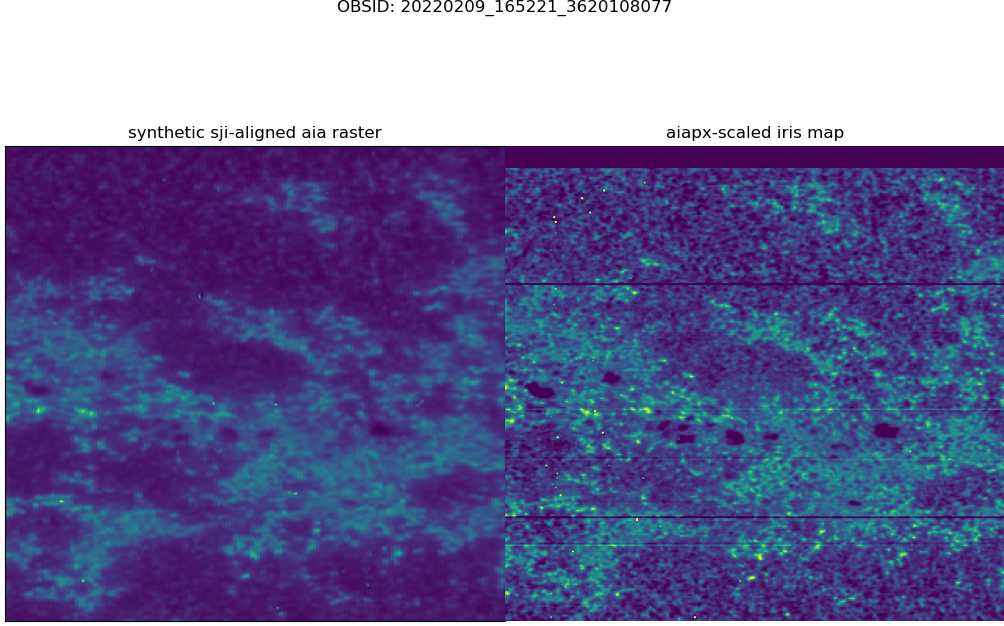 OBSID: 20220209_165221_3620108077
synthetic sji-aligned aia raster
aiapx-scaled iris map